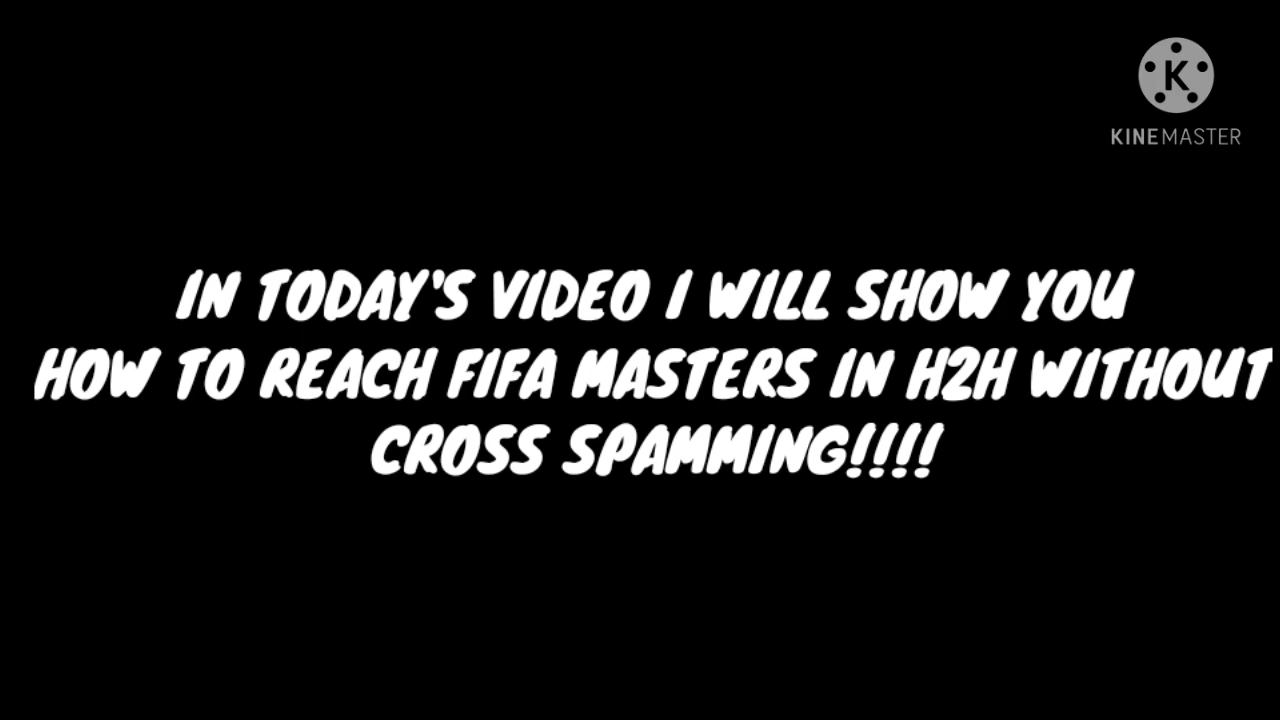 K
KINEMASTER
IN TODAY'S VIDEO I WILL SHOW YOU
HOW TO REACH FIFA MASTERS IN H2H WITHOUT
CROSS SPAMMING!!!!